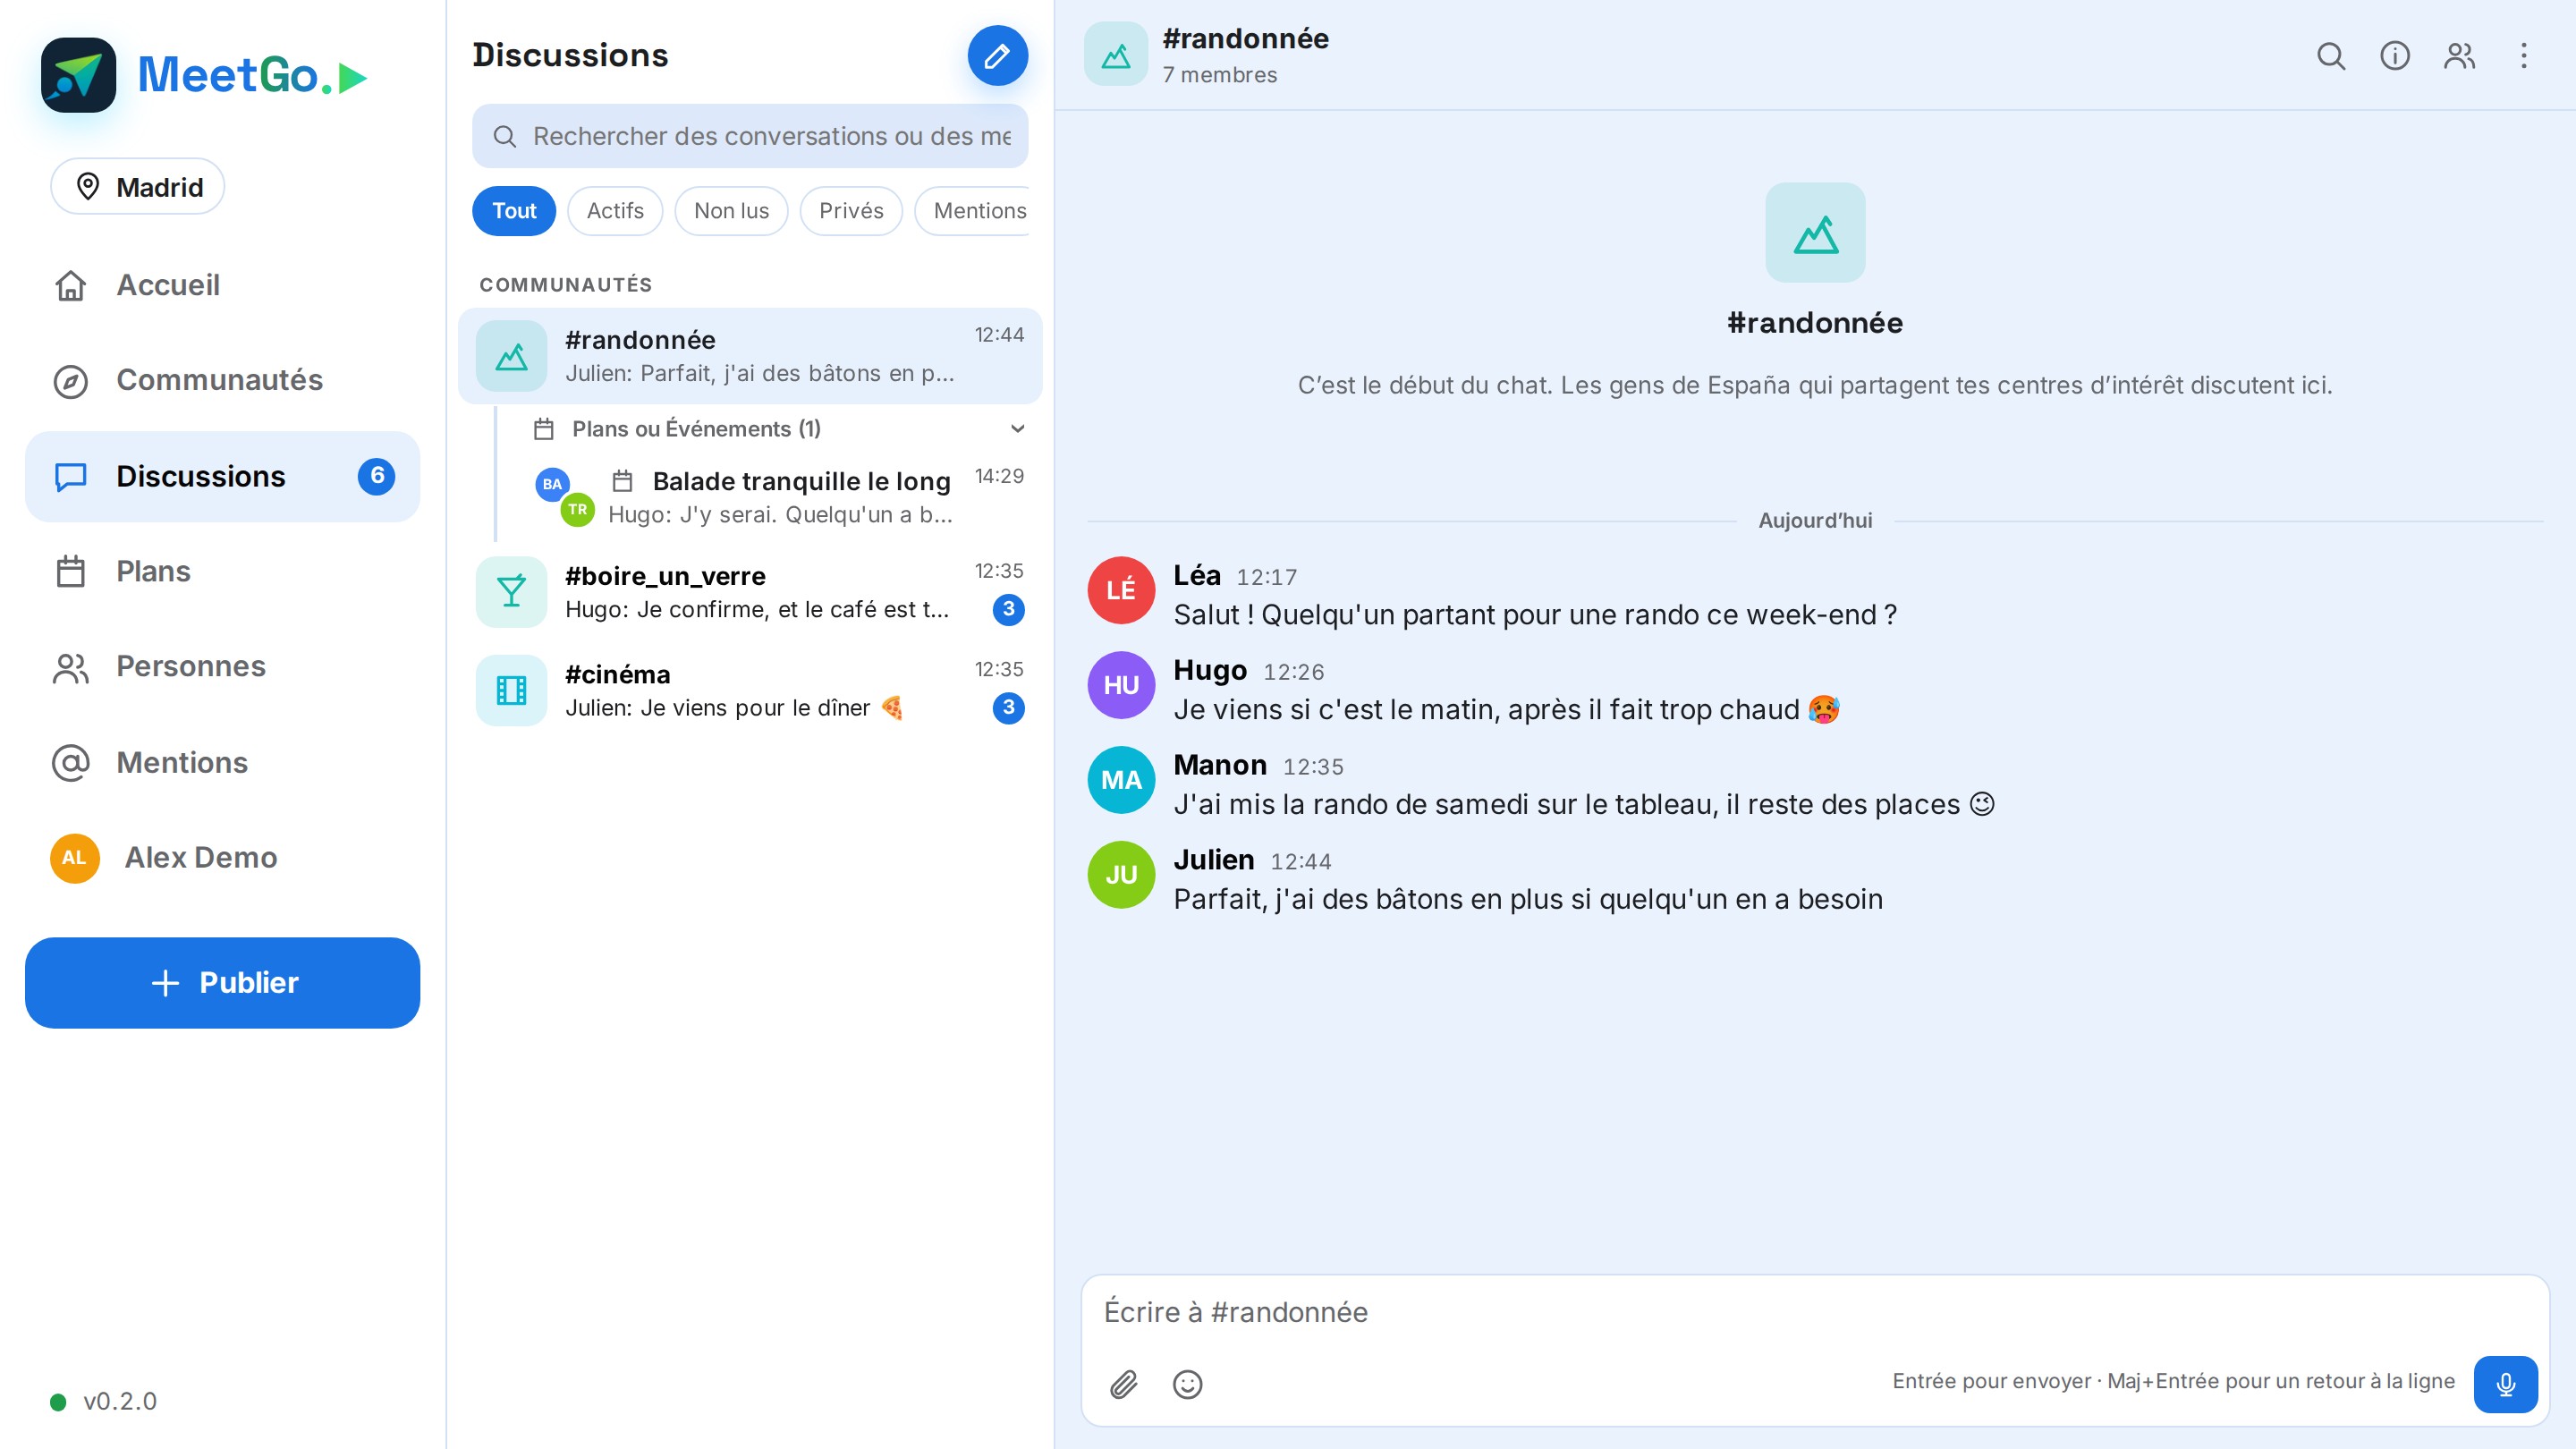 MeetGo.
Madrid
Accueil
Communautés
Discussions 6
Plans
Personnes
Mentions
AL Alex Demo
Publier
v0.2.0
Discussions
Rechercher des conversations ou des me
Tout Actifs Non lus Privés Mentions
COMMUNAUTÉS
#randonnée 12:44
Julien: Parfait, j'ai des bâtons en p...
Plans ou Événements (1)
BA TR Balade tranquille le long 14:29
Hugo: J'y serai. Quelqu'un a b...
#boire_un_verre 12:35
Hugo: Je confirme, et le café est t... 3
#cinéma 12:35
Julien: Je viens pour le dîner 🍕 3
#randonnée
7 membres
#randonnée
C’est le début du chat. Les gens de España qui partagent tes centres d’intérêt discutent ici.
Aujourd’hui
LÉ Léa 12:17
Salut ! Quelqu'un partant pour une rando ce week-end ?
HU Hugo 12:26
Je viens si c'est le matin, après il fait trop chaud 🥵
MA Manon 12:35
J'ai mis la rando de samedi sur le tableau, il reste des places 😉
JU Julien 12:44
Parfait, j'ai des bâtons en plus si quelqu'un en a besoin
Écrire à #randonnée
Entrée pour envoyer · Maj+Entrée pour un retour à la ligne